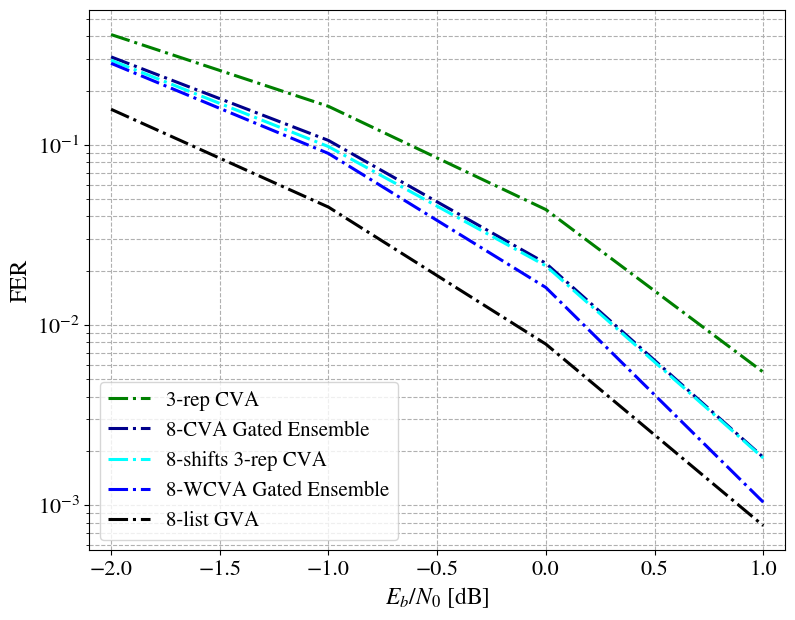 FER
10⁻¹
10⁻²
10⁻³
3-rep CVA
8-CVA Gated Ensemble
8-shifts 3-rep CVA
8-WCVA Gated Ensemble
8-list GVA
−2.0 −1.5 −1.0 −0.5 0.0 0.5 1.0
E_b/N_0 [dB]